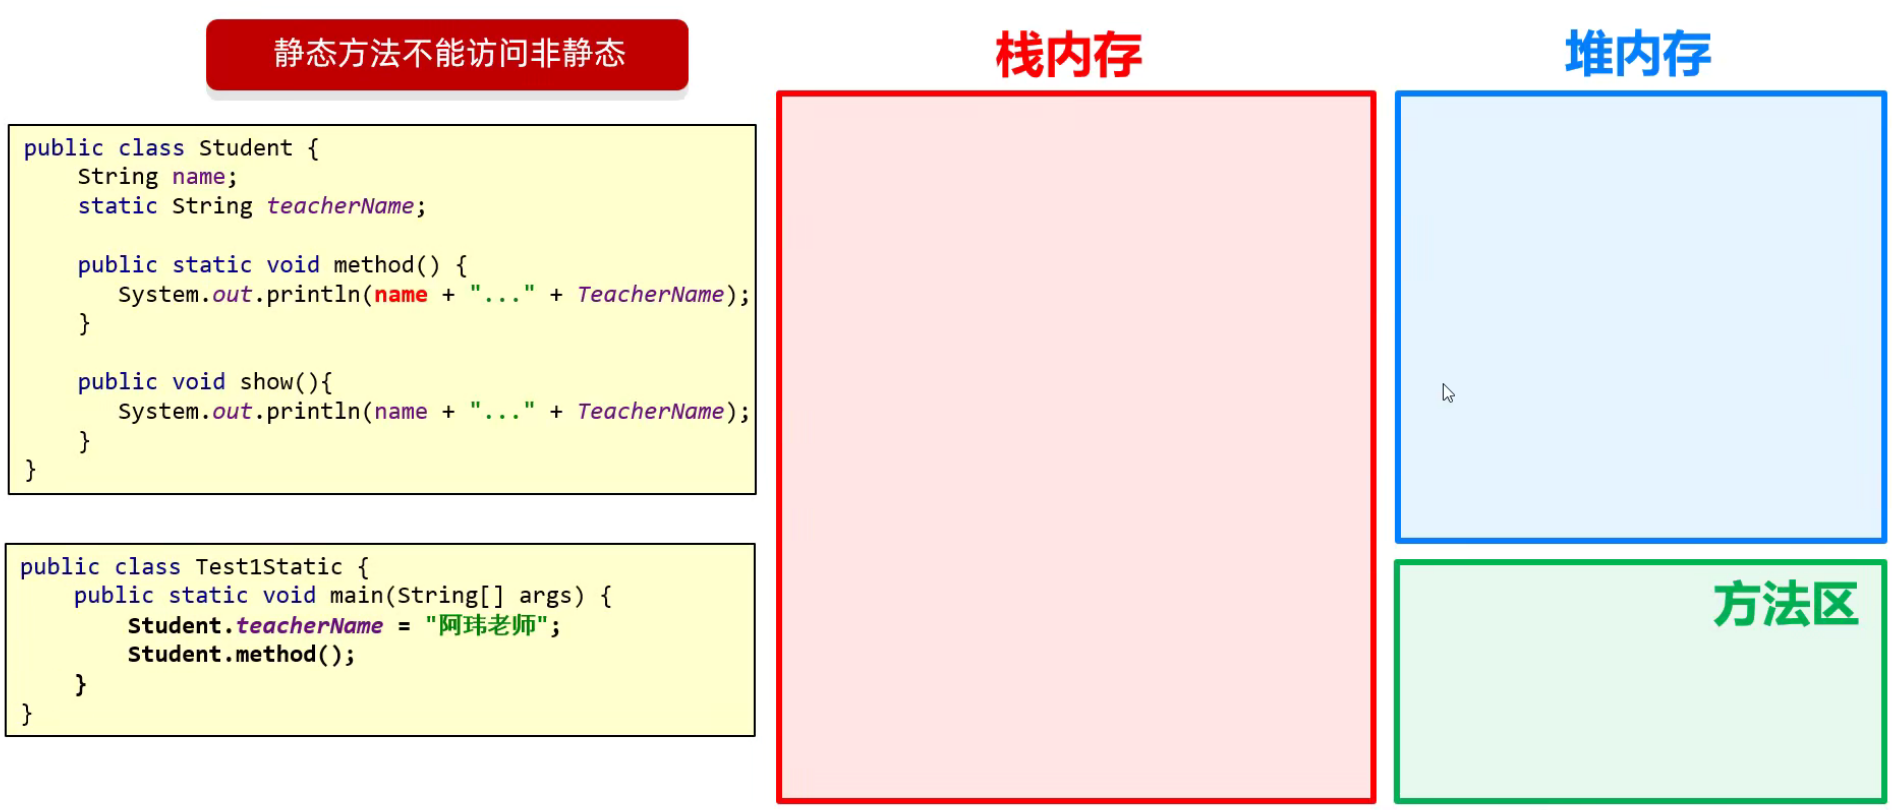 静态方法不能访问非静态
public class Student {
String name;
static String teacherName;
public static void method() {
System.out.println(name + "..." + TeacherName);
}
public void show(){
System.out.println(name + "..." + TeacherName);
}
}
public class Test1Static {
public static void main(String[] args) {
Student.teacherName = "阿玮老师";
Student.method();
}
}
栈内存
堆内存
方法区